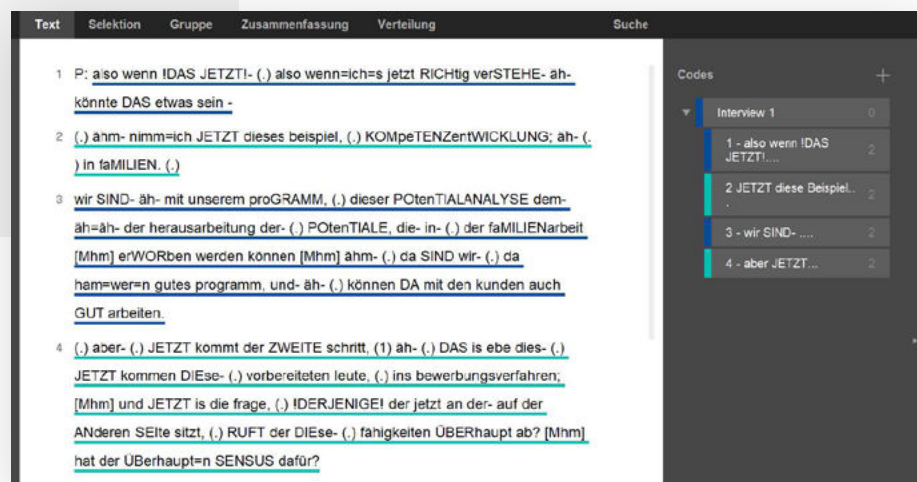 Text Selektion Gruppe Zusammenfassung Verteilung Suche
1 P: also wenn !DAS JETZT!- (.) also wenn=ich=s jetzt RICHtig verSTEHE- äh-
könnte DAS etwas sein -
2 (.) ähm- nimm=ich JETZT dieses beispiel, (.) KOMpeTENZentWICKLUNG; äh- (.
) in faMILIEN. (.)
3 wir SIND- äh- mit unserem proGRAMM, (.) dieser POtenTIALANALYSE dem-
äh=äh- der herausarbeitung der- (.) POtenTIALE, die- in- (.) der faMILIENarbeit
[Mhm] erWORben werden können [Mhm] ähm- (.) da SIND wir- (.) da
ham=wer=n gutes programm, und- äh- (.) können DA mit den kunden auch
GUT arbeiten.
4 (.) aber- (.) JETZT kommt der ZWEITE schritt, (1) äh- (.) DAS is ebe dies- (.)
JETZT kommen DIEse- (.) vorbereiteten leute, (.) ins bewerbungsverfahren;
[Mhm] und JETZT is die frage, (.) !DERJENIGE! der jetzt an der- auf der
ANderen SEIte sitzt, (.) RUFT der DIEse- (.) fähigkeiten ÜBERhaupt ab? [Mhm]
hat der ÜBerhaupt=n SENSUS dafür?
Codes +
Interview 1 0
1 - also wenn !DAS
JETZT!.... 2
2 JETZT diese Beispiel..
. 2
3 - wir SIND- .... 2
4 - aber JETZT... 2